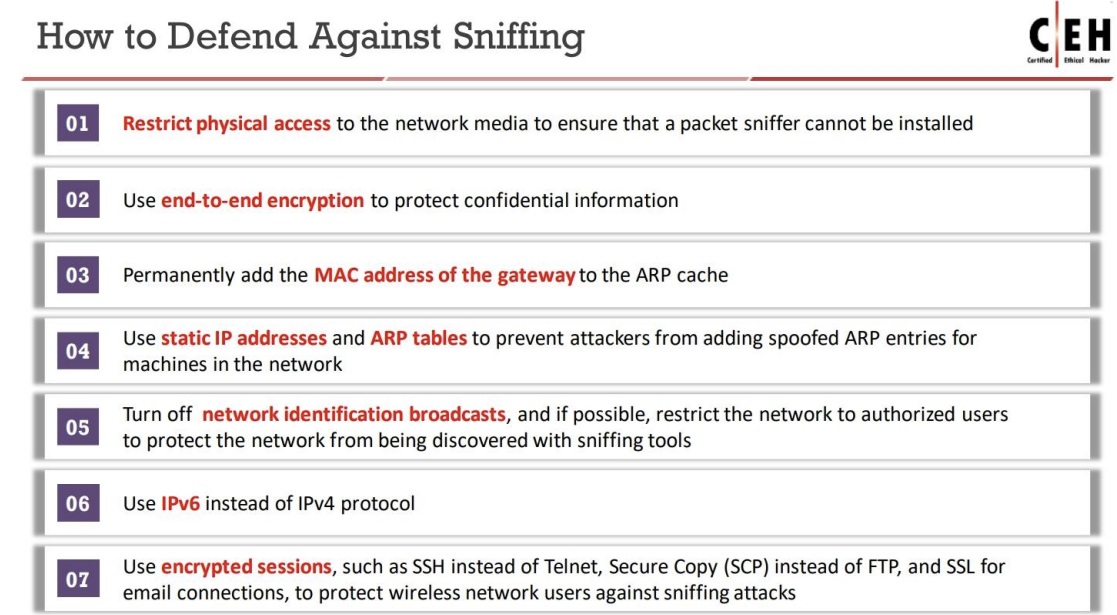 How to Defend Against Sniffing
CEH
Certified Ethical Hacker
01
Restrict physical access to the network media to ensure that a packet sniffer cannot be installed
02
Use end-to-end encryption to protect confidential information
03
Permanently add the MAC address of the gateway to the ARP cache
04
Use static IP addresses and ARP tables to prevent attackers from adding spoofed ARP entries for
machines in the network
05
Turn off network identification broadcasts, and if possible, restrict the network to authorized users
to protect the network from being discovered with sniffing tools
06
Use IPv6 instead of IPv4 protocol
07
Use encrypted sessions, such as SSH instead of Telnet, Secure Copy (SCP) instead of FTP, and SSL for
email connections, to protect wireless network users against sniffing attacks